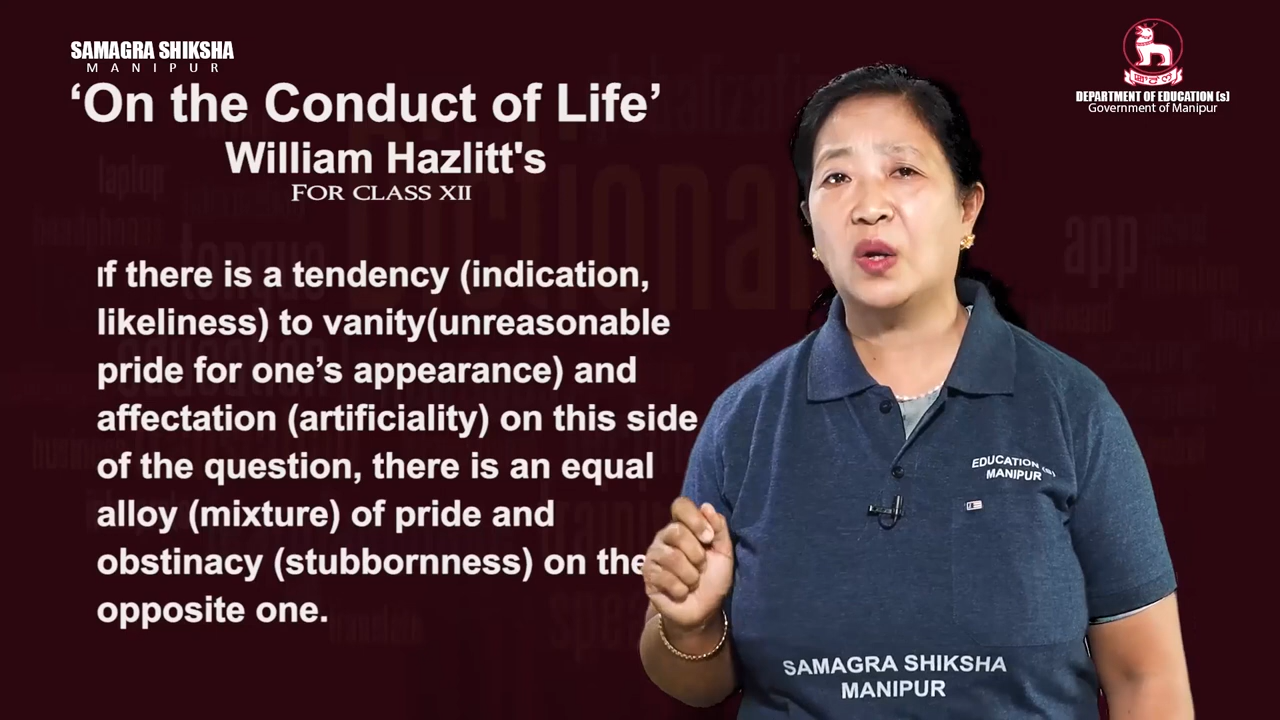 SAMAGRA SHIKSHA
MANIPUR
‘On the Conduct of Life’
William Hazlitt's
FOR CLASS XII
If there is a tendency (indication,
likeliness) to vanity(unreasonable
pride for one’s appearance) and
affectation (artificiality) on this side
of the question, there is an equal
alloy (mixture) of pride and
obstinacy (stubbornness) on the
opposite one.
DEPARTMENT OF EDUCATION (s)
Government of Manipur
EDUCATION (S)
MANIPUR
SAMAGRA SHIKSHA
MANIPUR
laptop
tongue
app